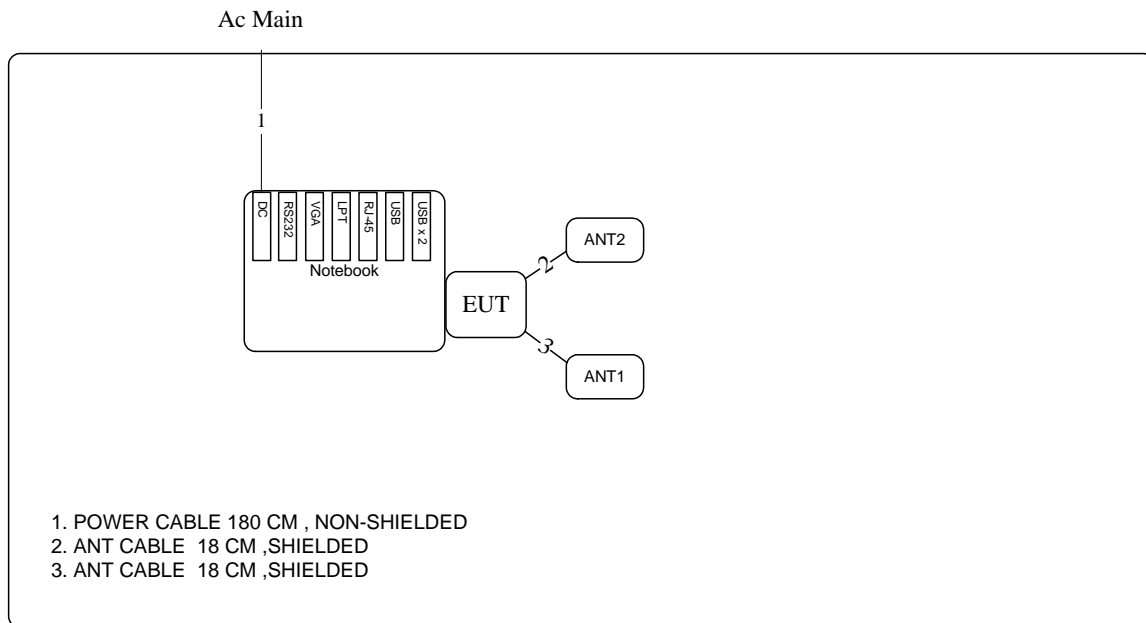 Ac Main
1
DC
RS232
VGA
LPT
RJ-45
USB
USB x 2
Notebook
ANT2
2
EUT
3
ANT1
1. POWER CABLE 180 CM , NON-SHIELDED
2. ANT CABLE  18 CM ,SHIELDED
3. ANT CABLE  18 CM ,SHIELDED